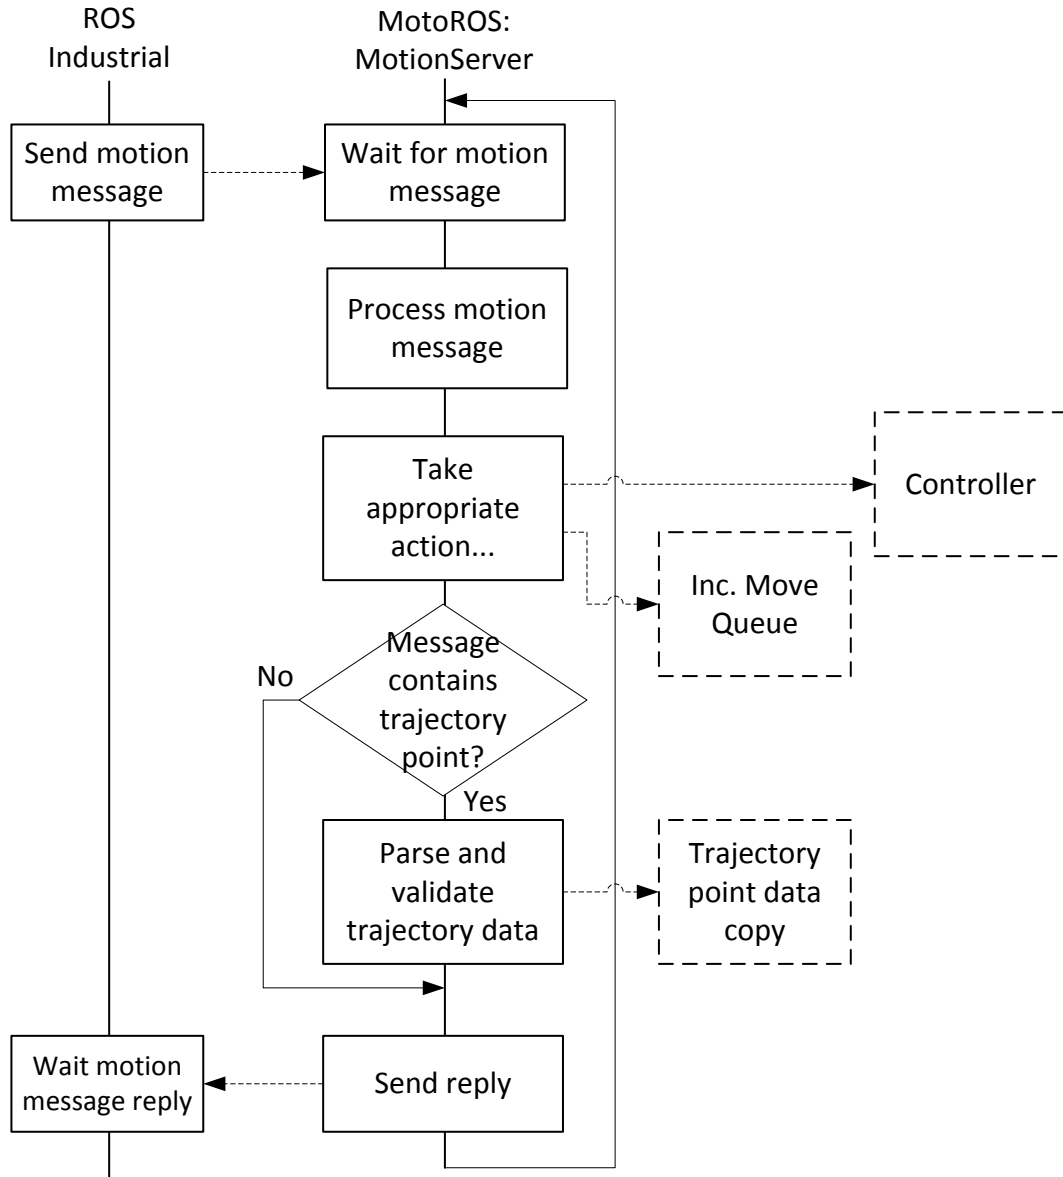 ROS
Industrial
MotoROS:
MotionServer
Send motion
message
Wait for motion
message
Process motion
message
Take
appropriate
action...
Controller
Inc. Move
Queue
Message
contains
trajectory
point?
No
Yes
Parse and
validate
trajectory data
Trajectory
point data
copy
Wait motion
message reply
Send reply